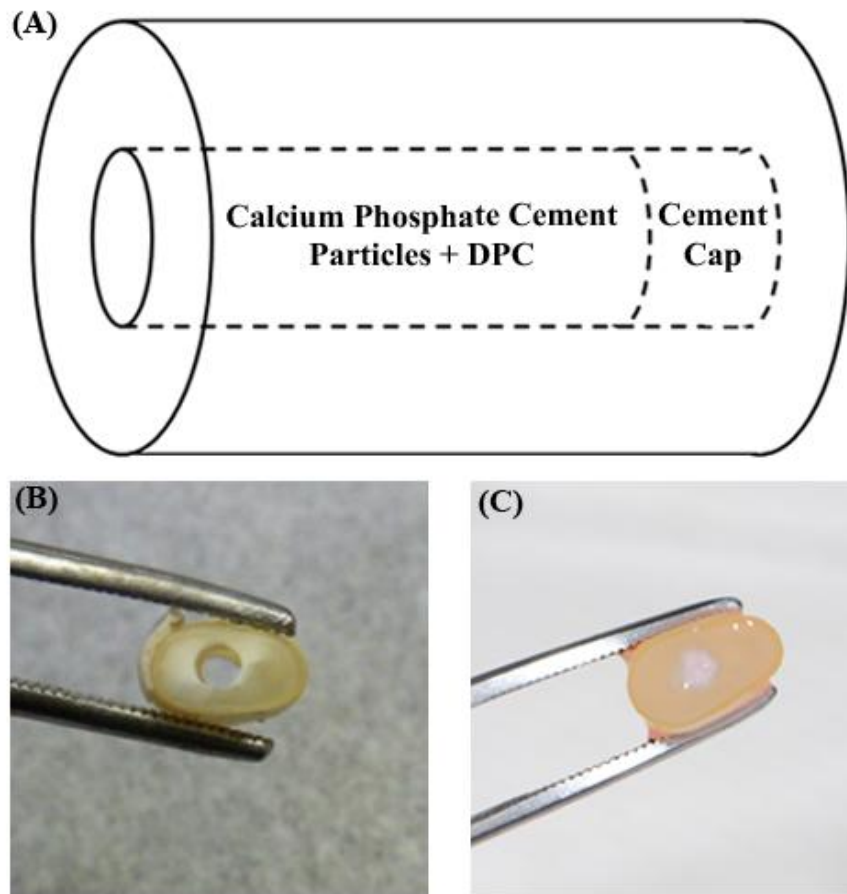 (A)
Calcium Phosphate Cement
Particles + DPC
Cement
Cap
(B)
(C)